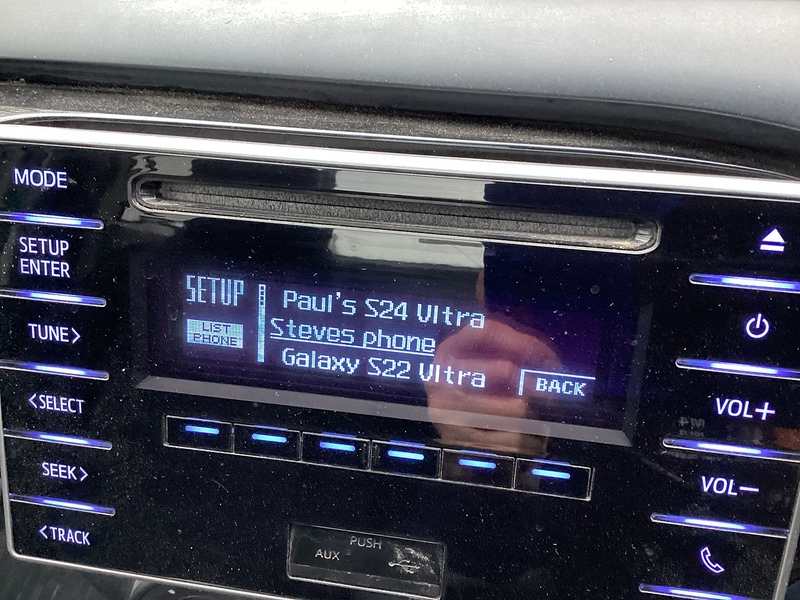 MODE
SETUP
ENTER
TUNE>
<SELECT
SEEK>
<TRACK
SETUP
LIST
PHONE
Paul's S24 Ultra
Steves phone
Galaxy S22 Ultra
BACK
VOL+
VOL−
PUSH
AUX